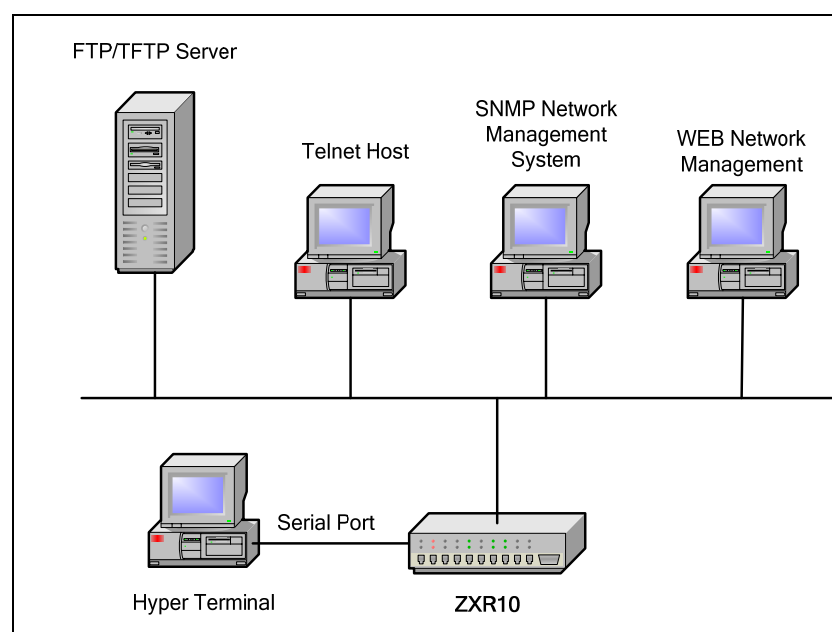 FTP/TFTP Server
Telnet Host
SNMP Network
Management
System
WEB Network
Management
Serial Port
Hyper Terminal
ZXR10